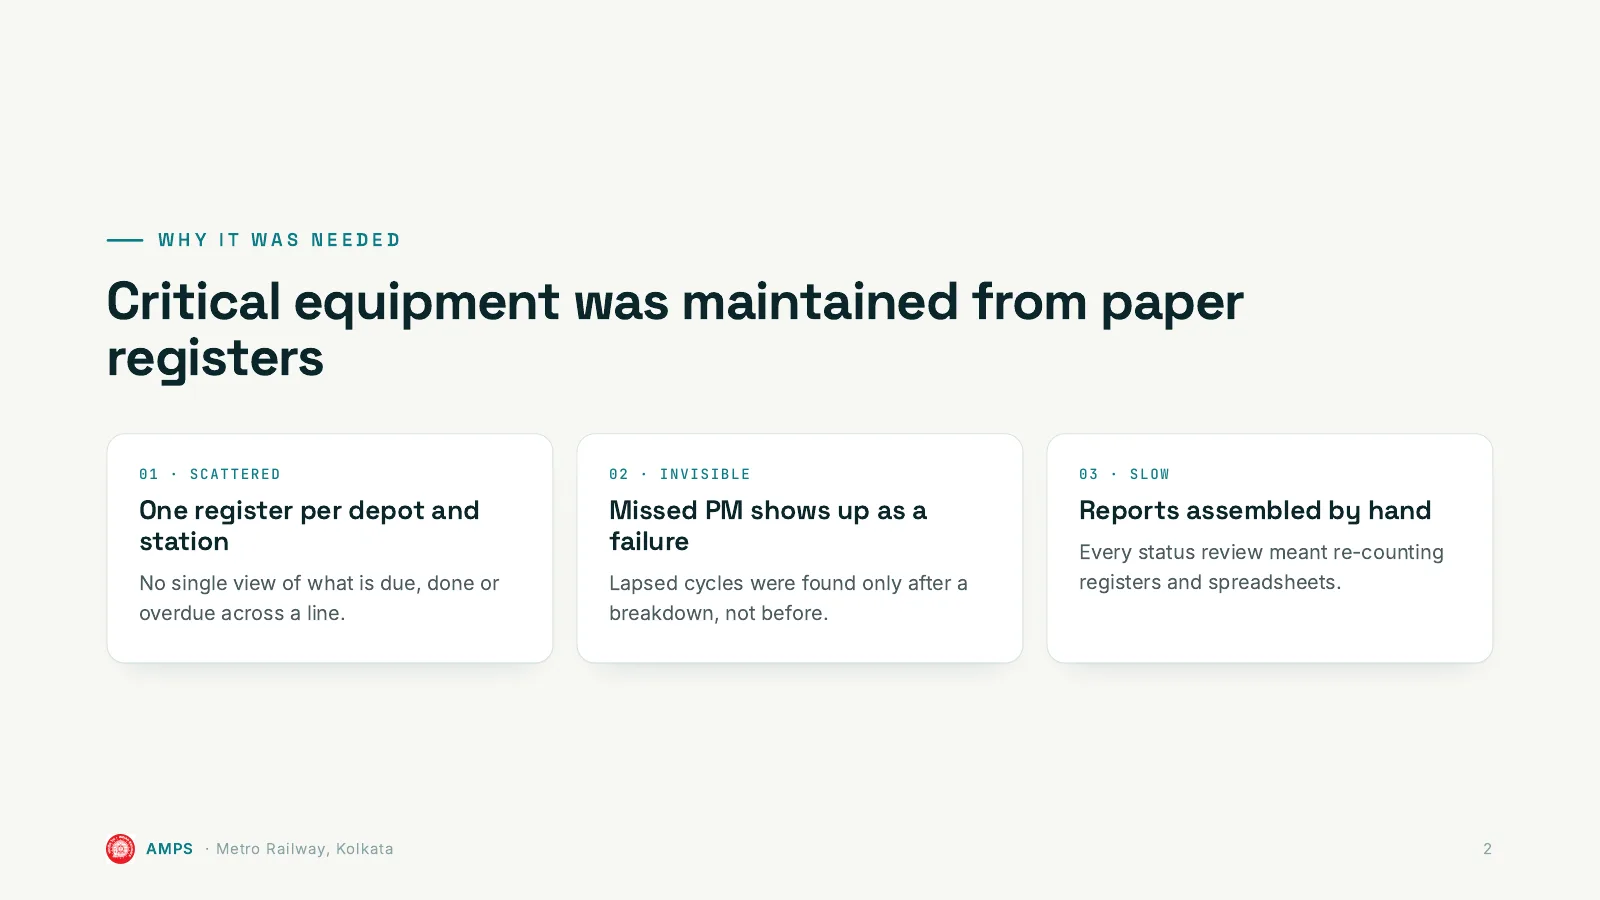 WHY IT WAS NEEDED
Critical equipment was maintained from paper
registers
01 · SCATTERED
One register per depot and
station
No single view of what is due, done or
overdue across a line.
02 · INVISIBLE
Missed PM shows up as a
failure
Lapsed cycles were found only after a
breakdown, not before.
03 · SLOW
Reports assembled by hand
Every status review meant re-counting
registers and spreadsheets.
AMPS · Metro Railway, Kolkata
2